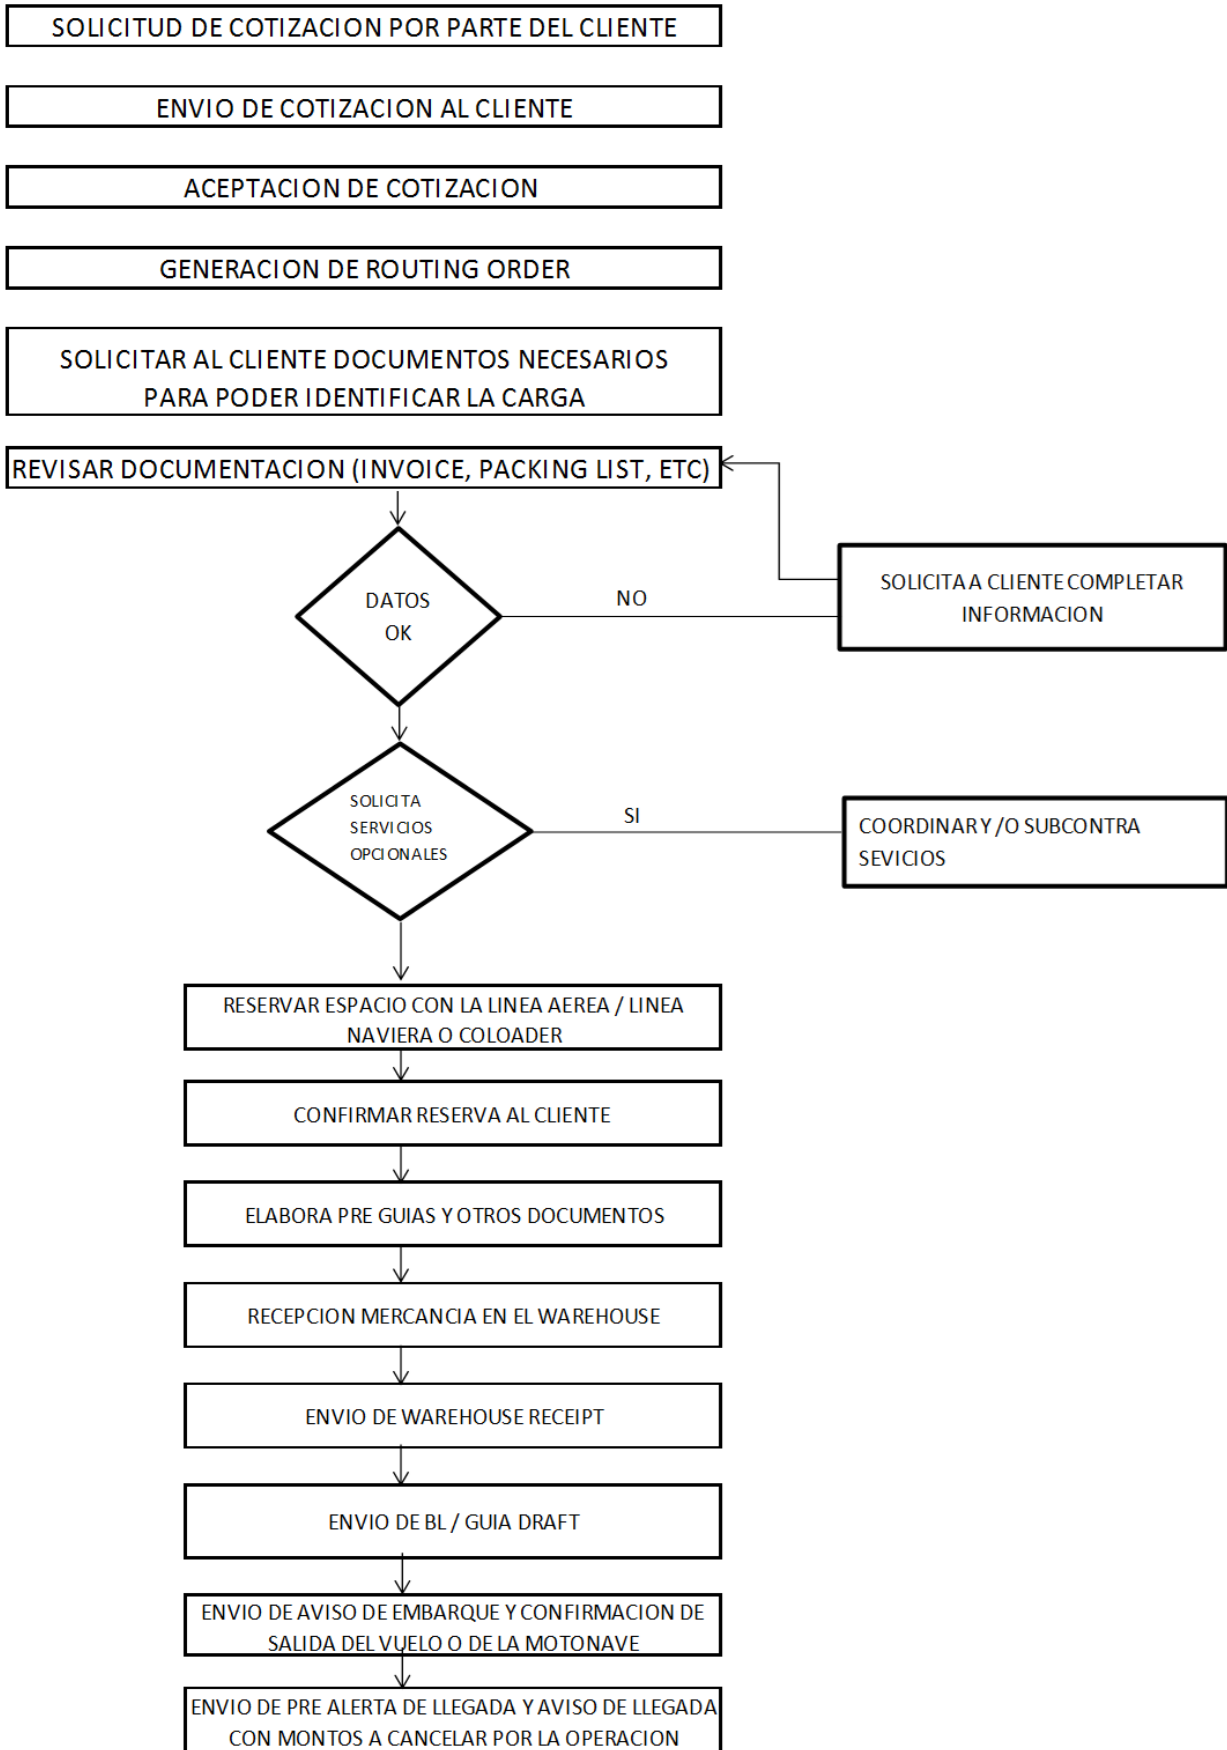 SOLICITUD DE COTIZACION POR PARTE DEL CLIENTE
ENVIO DE COTIZACION AL CLIENTE
ACEPTACION DE COTIZACION
GENERACION DE ROUTING ORDER
SOLICITAR AL CLIENTE DOCUMENTOS NECESARIOS
PARA PODER IDENTIFICAR LA CARGA
REVISAR DOCUMENTACION (INVOICE, PACKING LIST, ETC)
DATOS
OK
NO
SOLICITA A CLIENTE COMPLETAR
INFORMACION
SOLICITA
SERVICIOS
OPCIONALES
SI
COORDINAR Y /O SUBCONTRA
SEVICIOS
RESERVAR ESPACIO CON LA LINEA AEREA / LINEA
NAVIERA O COLOADER
CONFIRMAR RESERVA AL CLIENTE
ELABORA PRE GUIAS Y OTROS DOCUMENTOS
RECEPCION MERCANCIA EN EL WAREHOUSE
ENVIO DE WAREHOUSE RECEIPT
ENVIO DE BL / GUIA DRAFT
ENVIO DE AVISO DE EMBARQUE Y CONFIRMACION DE
SALIDA DEL VUELO O DE LA MOTONAVE
ENVIO DE PRE ALERTA DE LLEGADA Y AVISO DE LLEGADA
CON MONTOS A CANCELAR POR LA OPERACION